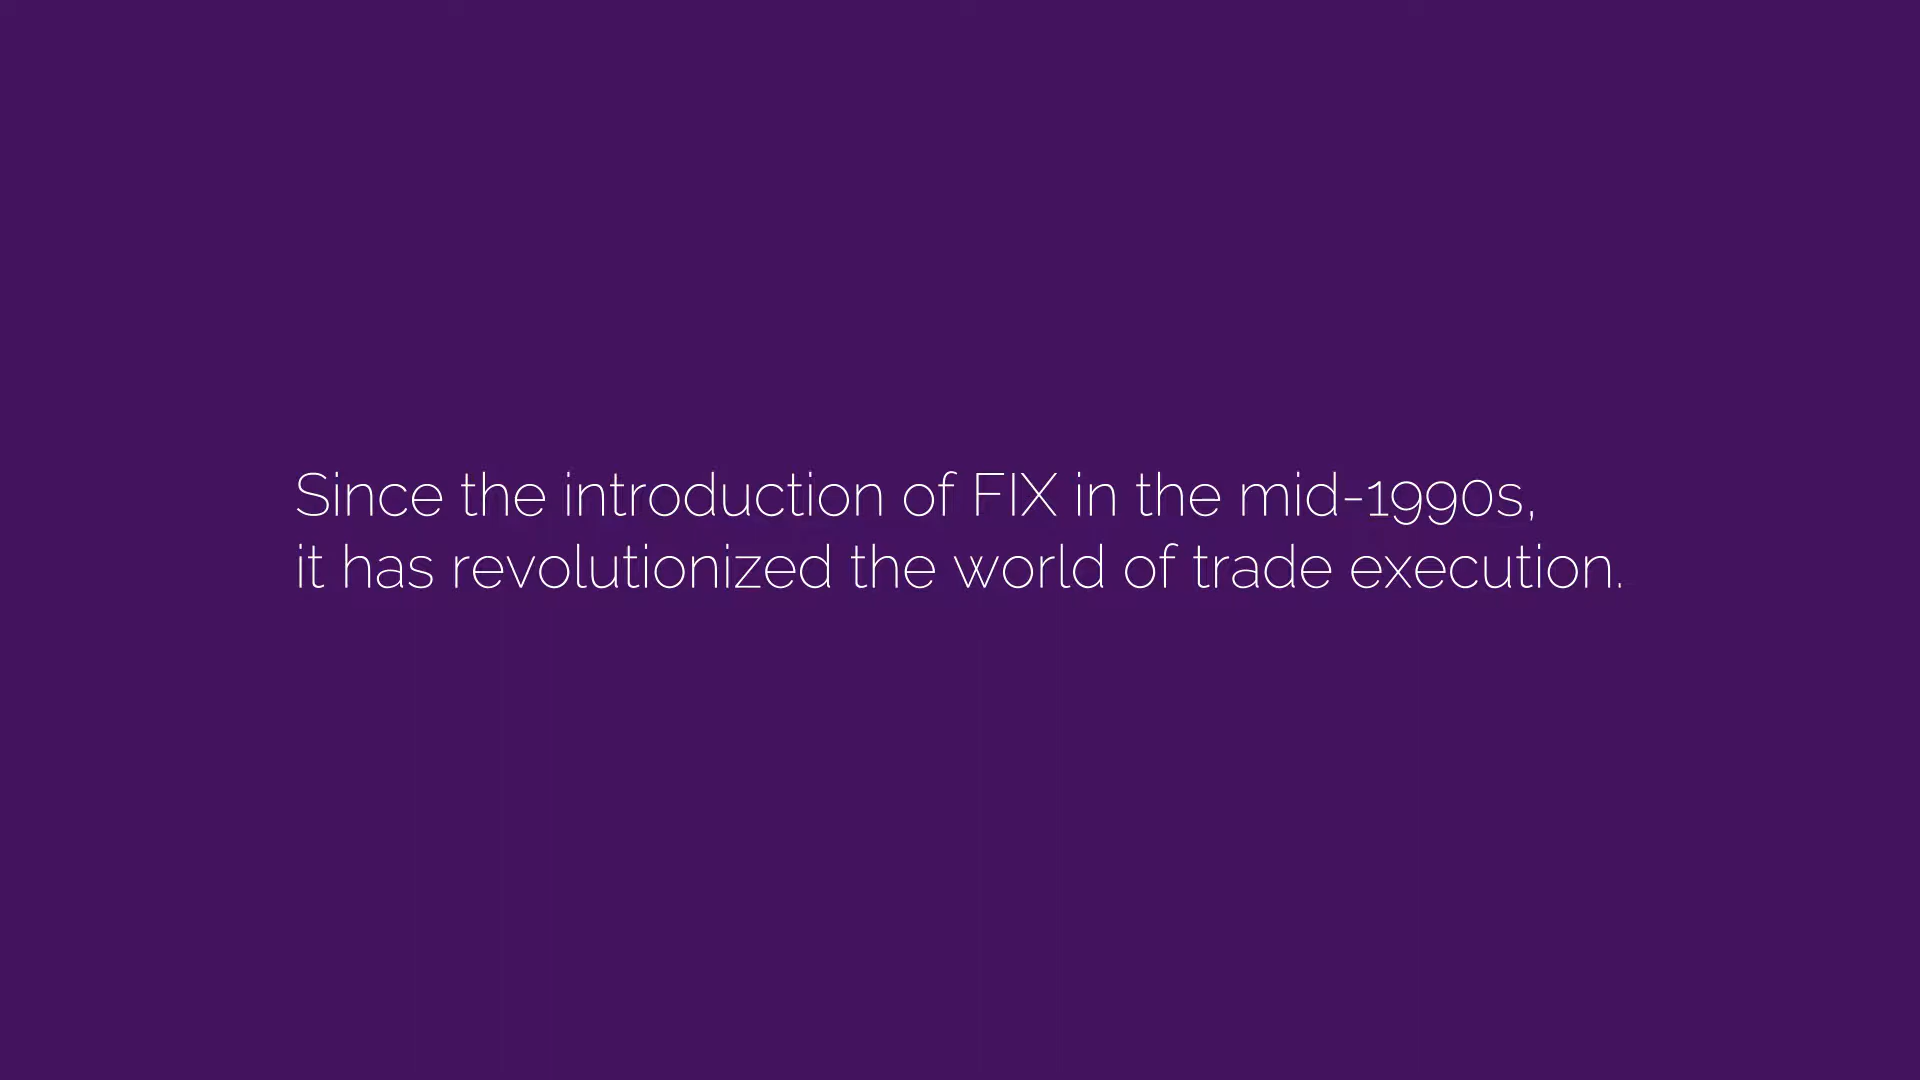 Since the introduction of FIX in the mid-1990s,
it has revolutionized the world of trade execution.